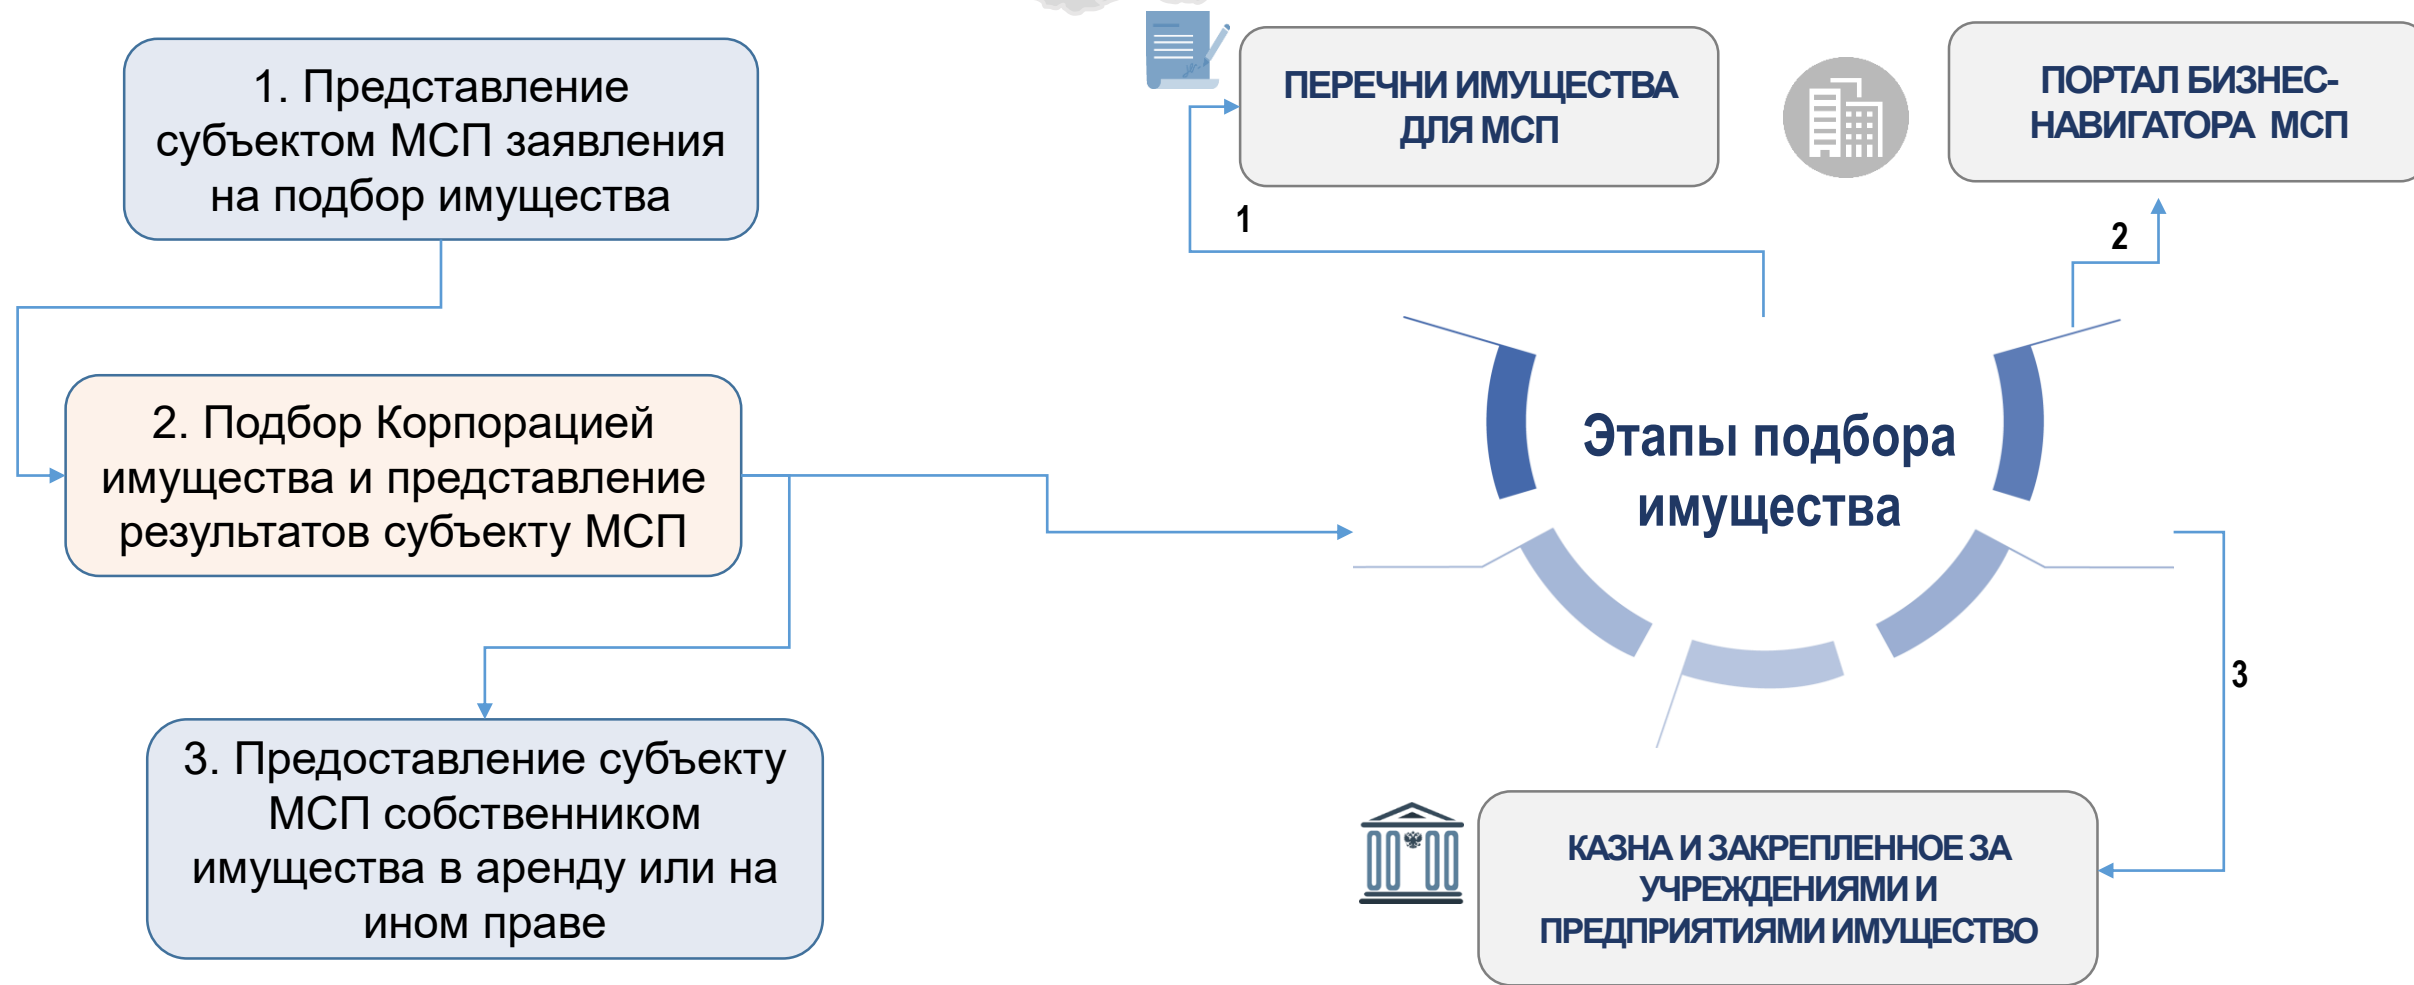 1. Представление
субъектом МСП заявления
на подбор имущества
2. Подбор Корпорацией
имущества и представление
результатов субъекту МСП
3. Предоставление субъекту
МСП собственником
имущества в аренду или на
ином праве
ПЕРЕЧНИ ИМУЩЕСТВА
ДЛЯ МСП
ПОРТАЛ БИЗНЕС-
НАВИГАТОРА МСП
1
2
Этапы подбора
имущества
3
КАЗНА И ЗАКРЕПЛЕННОЕ ЗА
УЧРЕЖДЕНИЯМИ И
ПРЕДПРИЯТИЯМИ ИМУЩЕСТВО